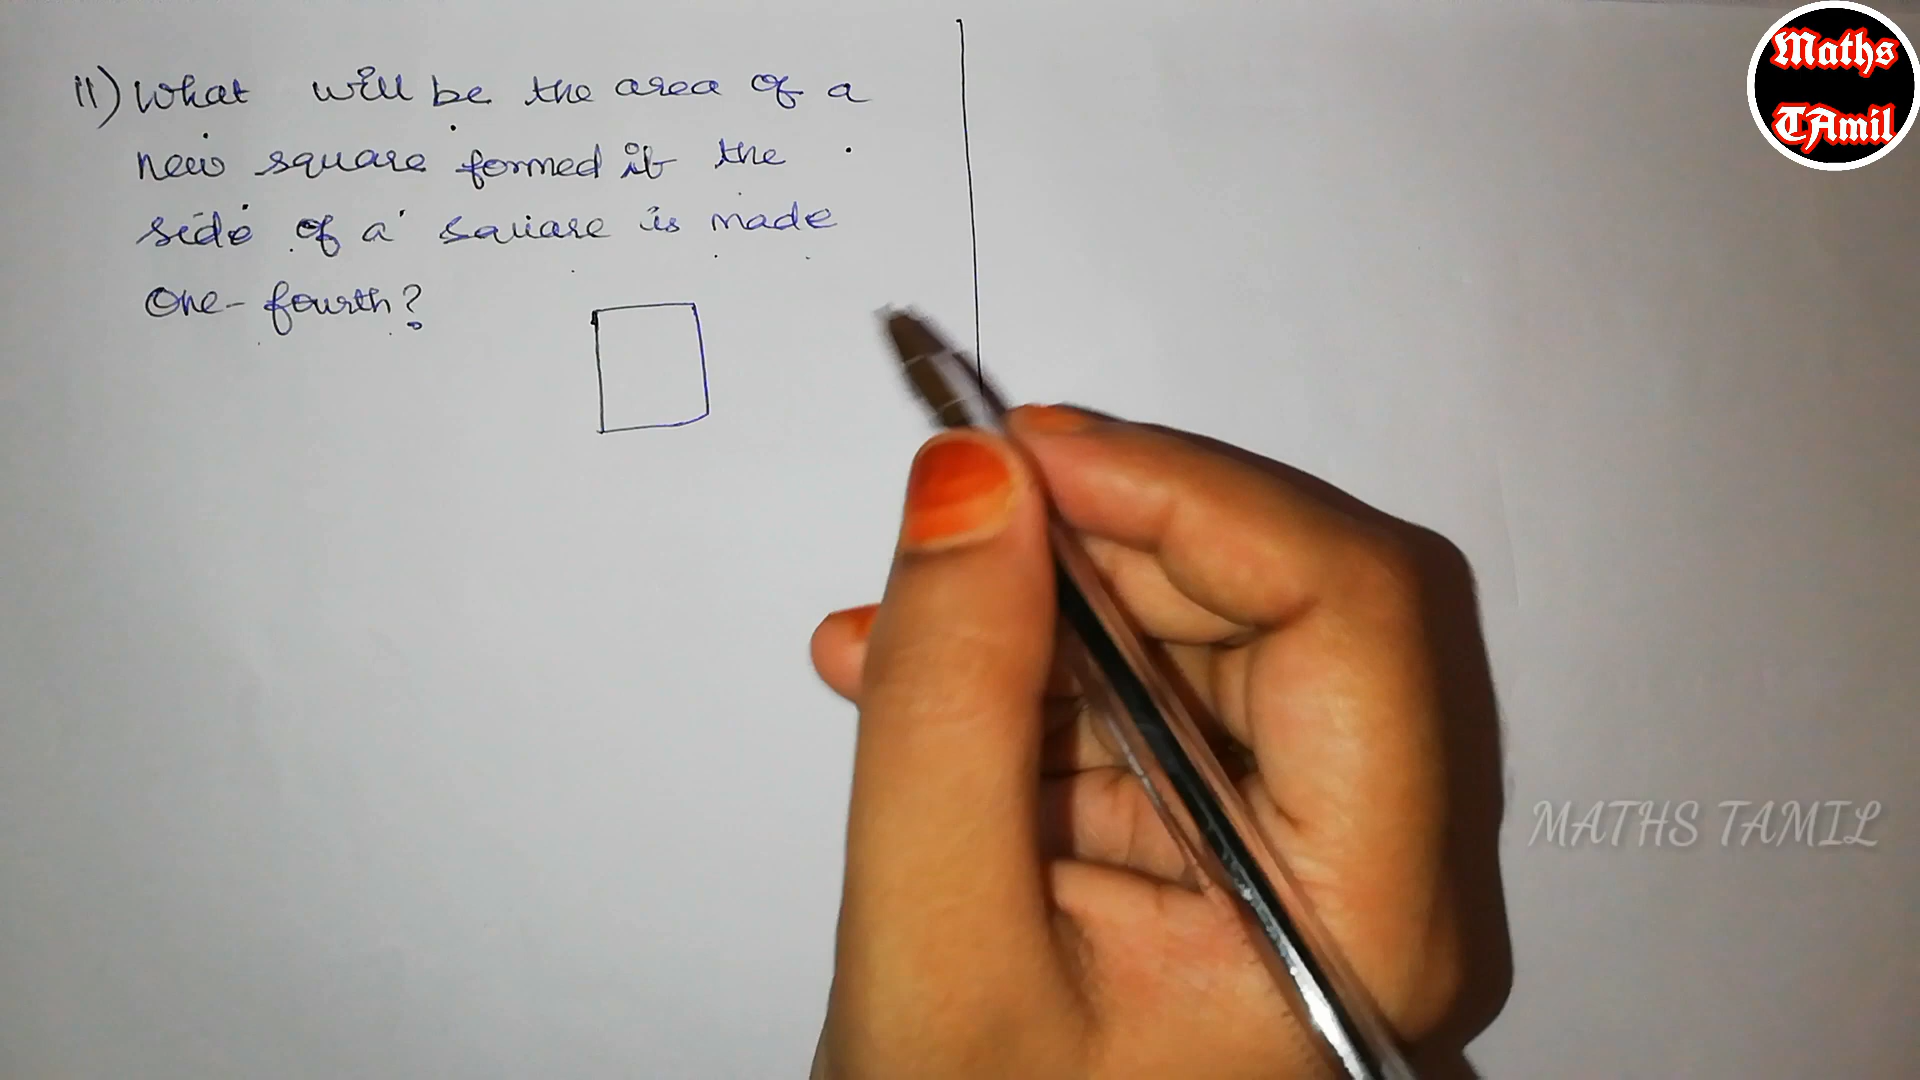 11) What will be the area of a
new square formed if the
side of a square is made
One-fourth?
Maths
TAmil
MATHS TAMIL